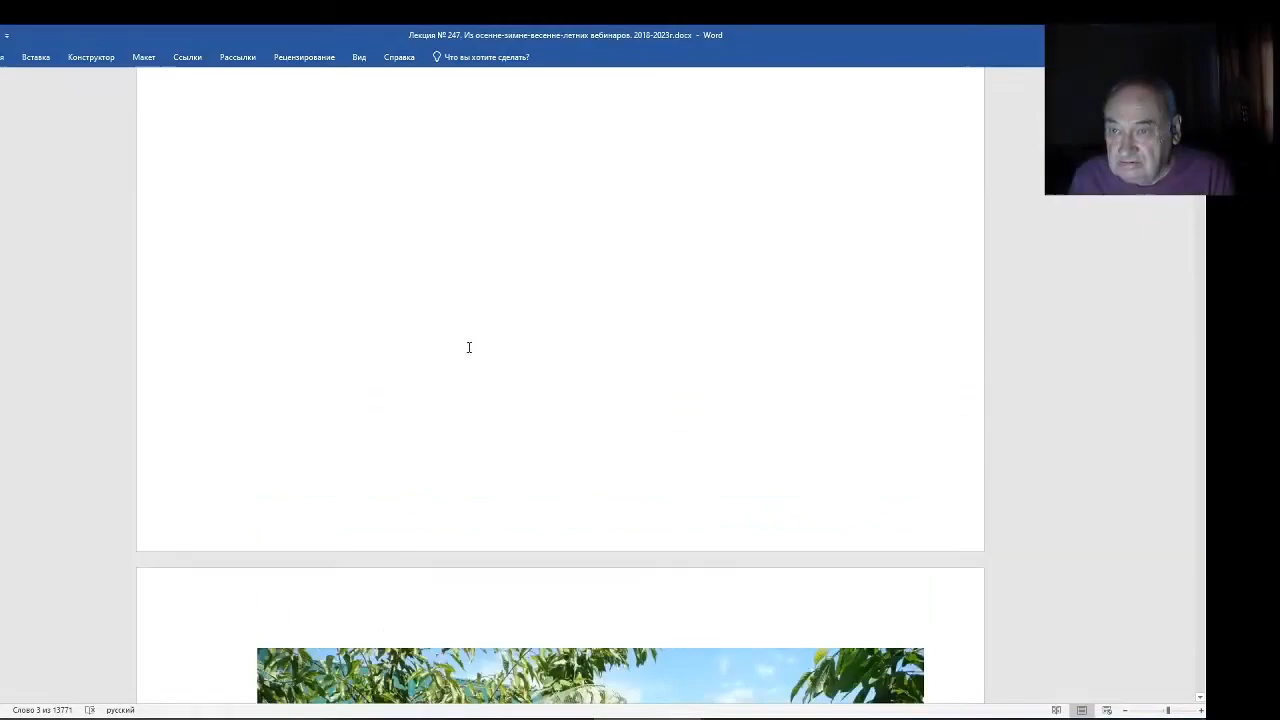 Лекция № 247. Из осенне-зимне-весенне-летних вебинаров. 2018-2023г.docx - Word
Вставка Конструктор Макет Ссылки Рассылки Рецензирование Вид Справка Что вы хотите сделать?
Слово 3 из 13771 русский